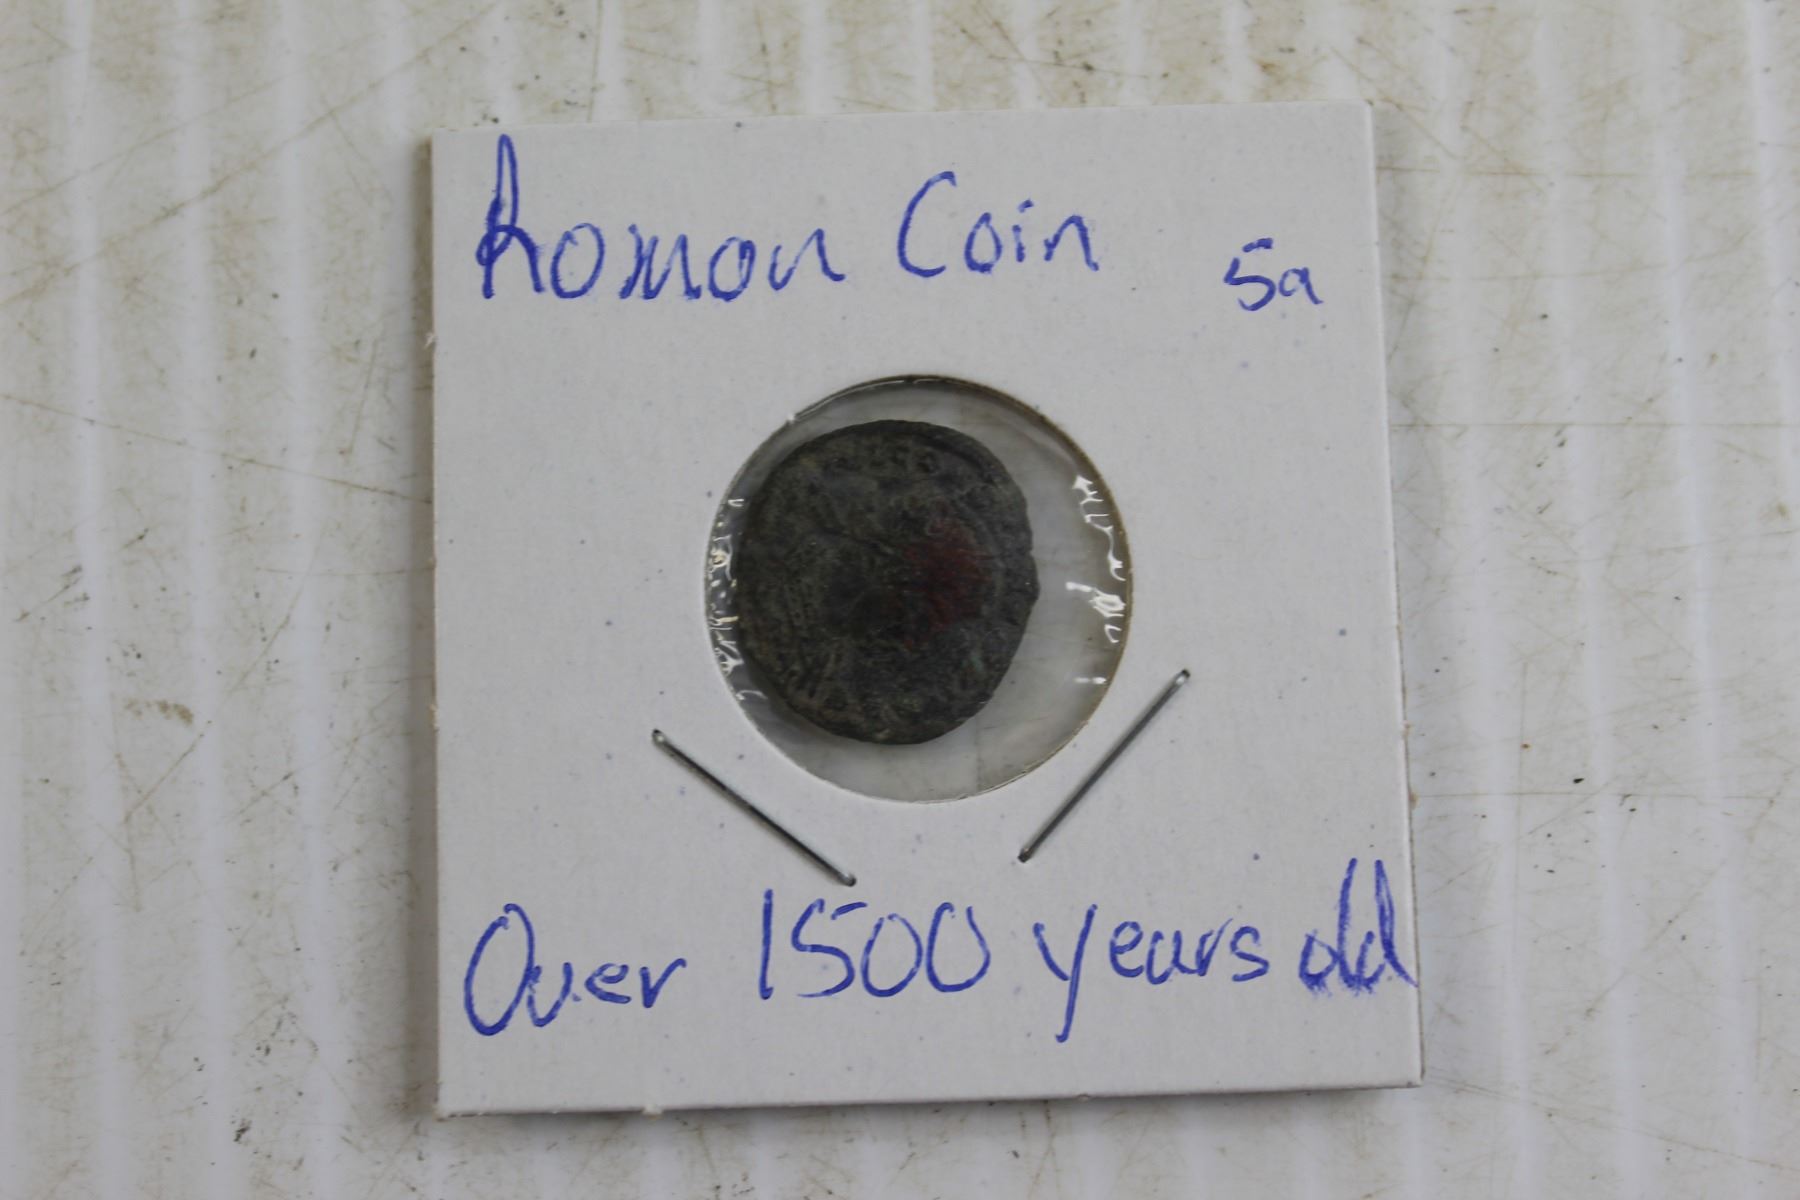 Roman Coin 5a
Over 1500 years old